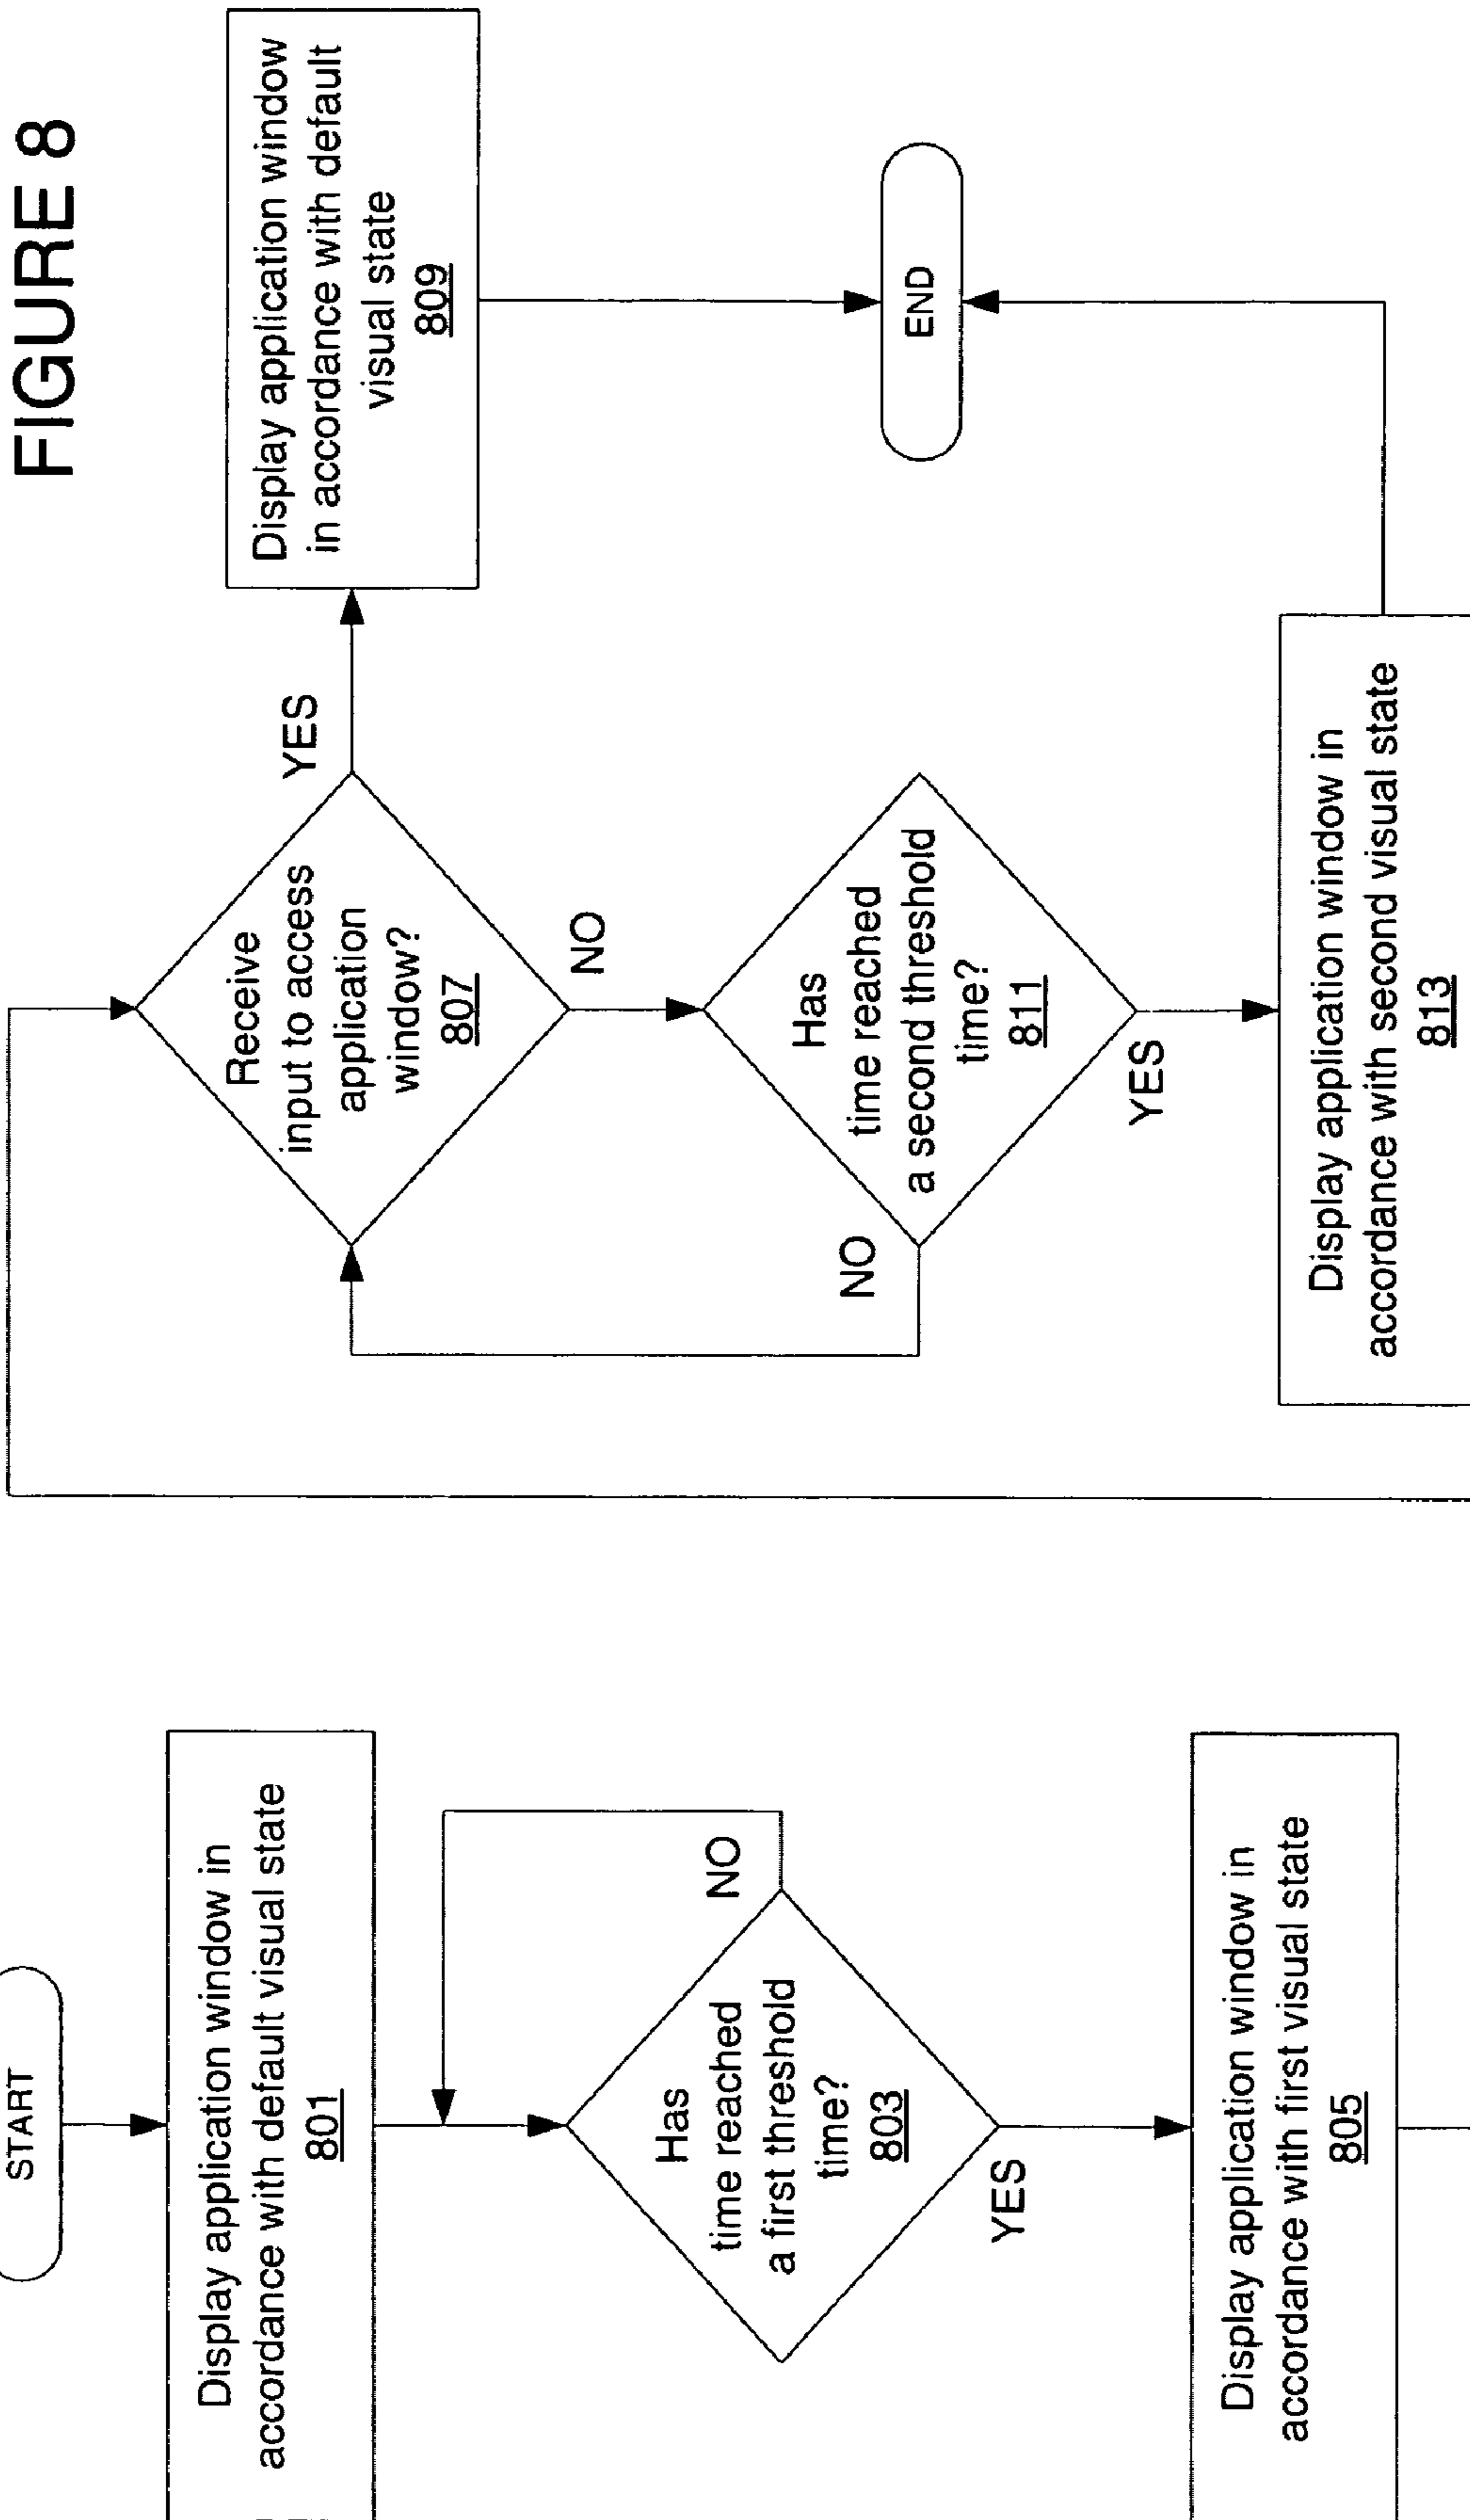 FIGURE 8
START
Display application window in
accordance with default visual state
801
Has
time reached
a first threshold
time?
803
NO
YES
Display application window in
accordance with first visual state
805
Receive
input to access
application
window?
807
YES
NO
Display application window
in accordance with default
visual state
809
Has
time reached
a second threshold
time?
811
NO
YES
Display application window in
accordance with second visual state
813
END